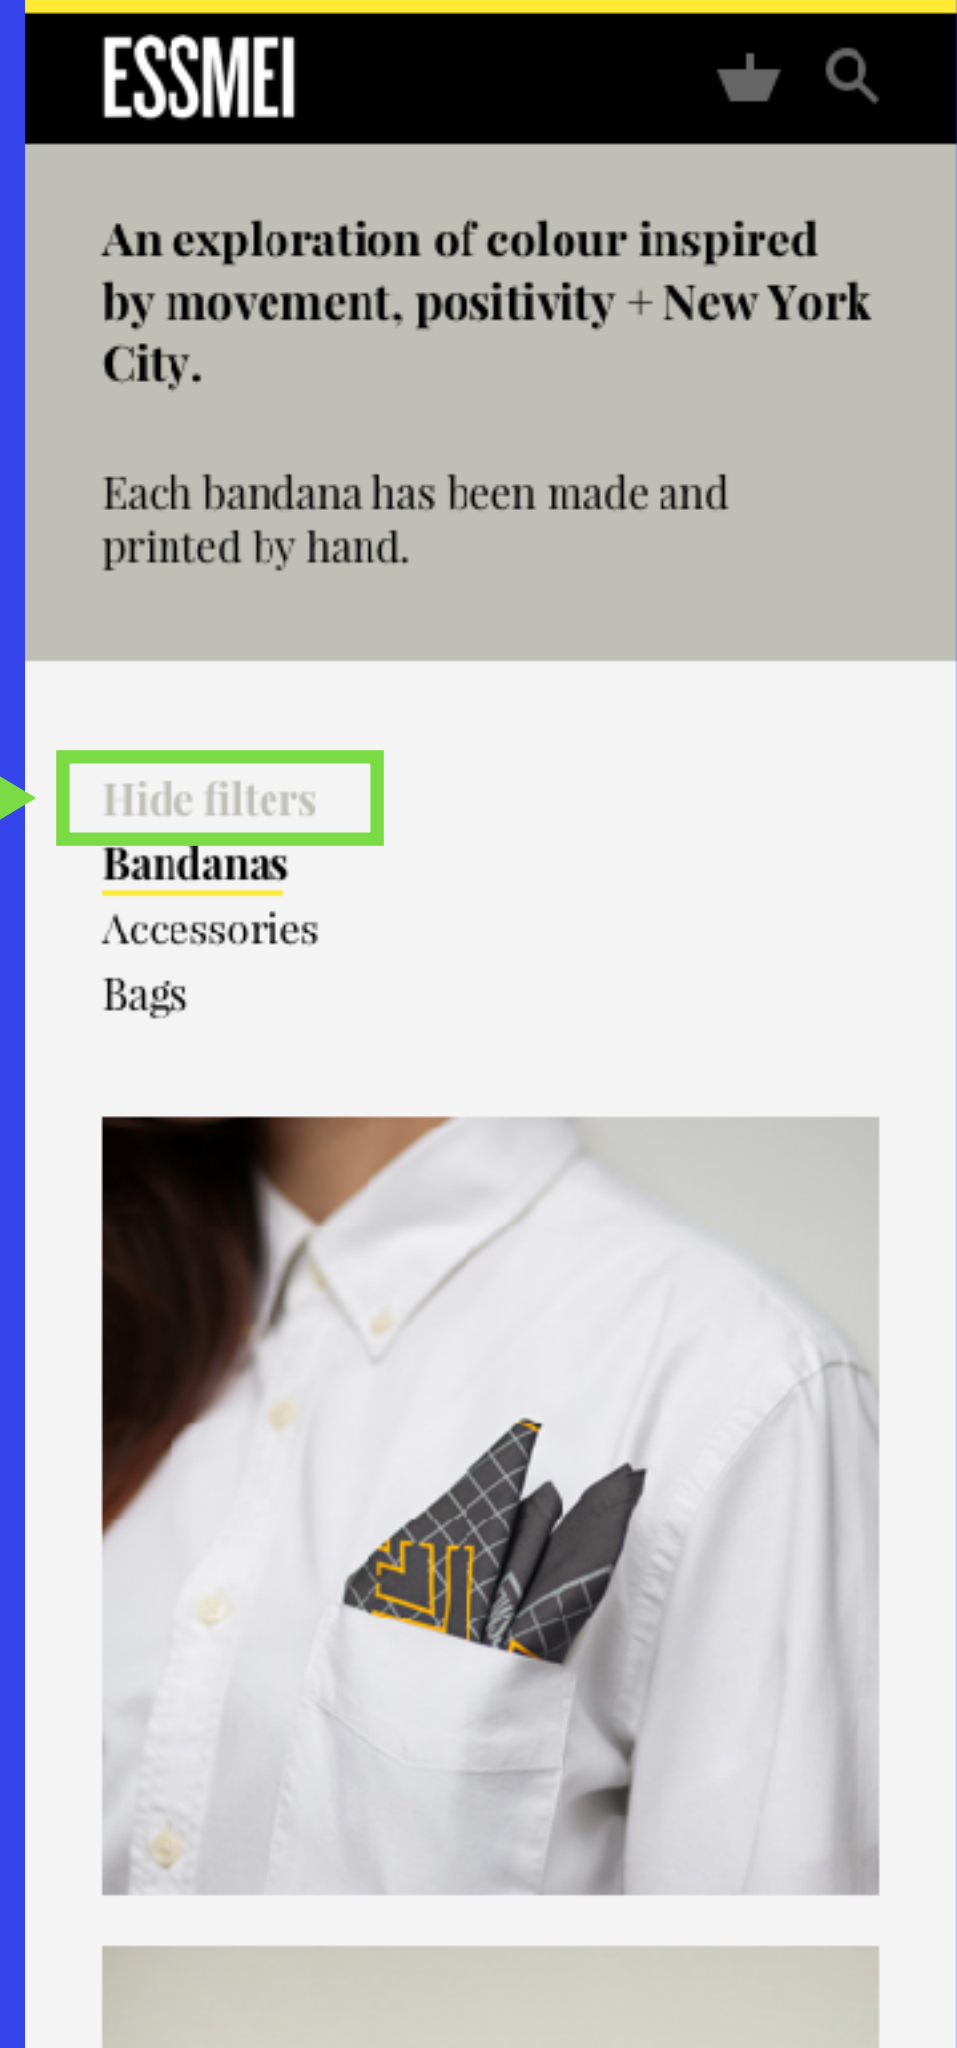 ESSMEI
An exploration of colour inspired
by movement, positivity + New York
City.
Each bandana has been made and
printed by hand.
Hide filters
Bandanas
Accessories
Bags